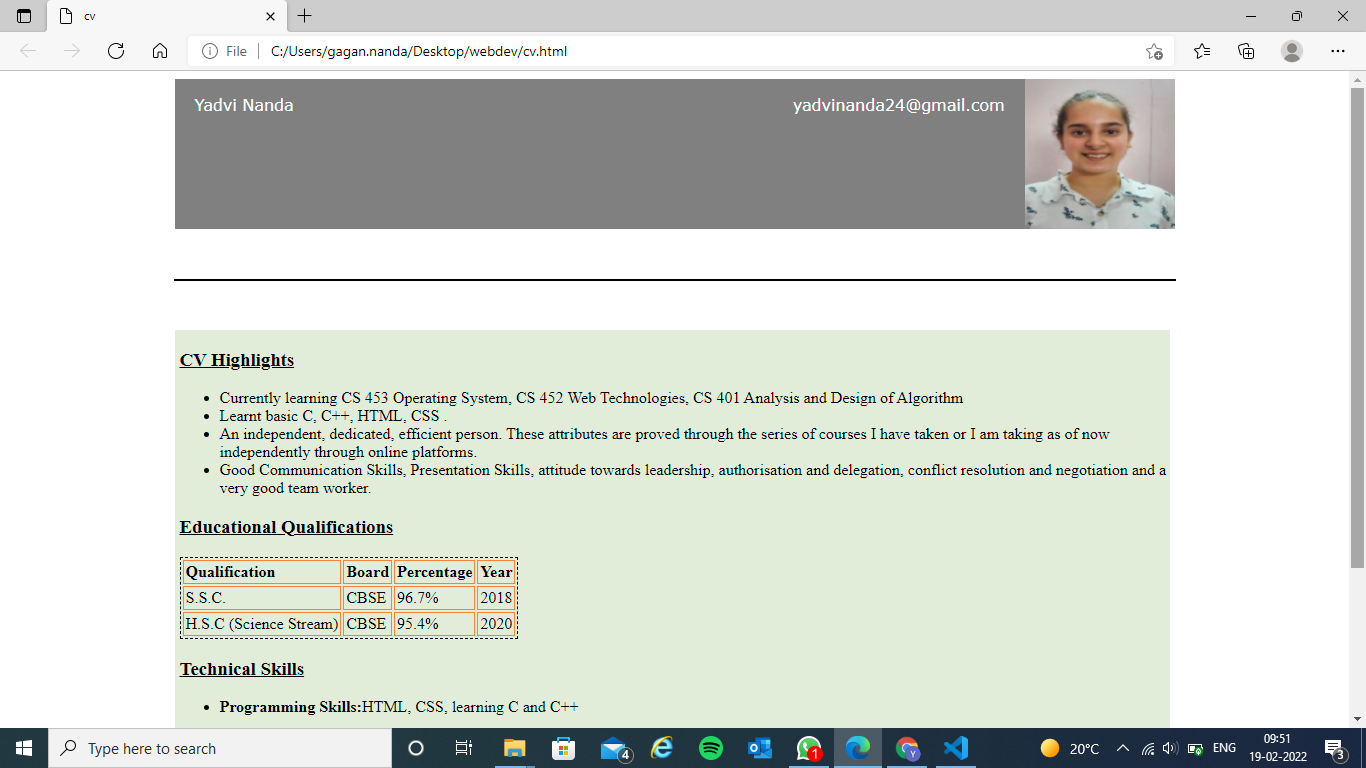 cv
File
C:/Users/gagan.nanda/Desktop/webdev/cv.html
Yadvi Nanda
yadvinanda24@gmail.com
CV Highlights
• Currently learning CS 453 Operating System, CS 452 Web Technologies, CS 401 Analysis and Design of Algorithm
• Learnt basic C, C++, HTML, CSS .
• An independent, dedicated, efficient person. These attributes are proved through the series of courses I have taken or I am taking as of now
independently through online platforms.
• Good Communication Skills, Presentation Skills, attitude towards leadership, authorisation and delegation, conflict resolution and negotiation and a
very good team worker.
Educational Qualifications
Qualification Board Percentage Year
S.S.C. CBSE 96.7% 2018
H.S.C (Science Stream) CBSE 95.4% 2020
Technical Skills
• Programming Skills:HTML, CSS, learning C and C++
Type here to search
4
1
Y
20°C
ENG
09:51
19-02-2022
3